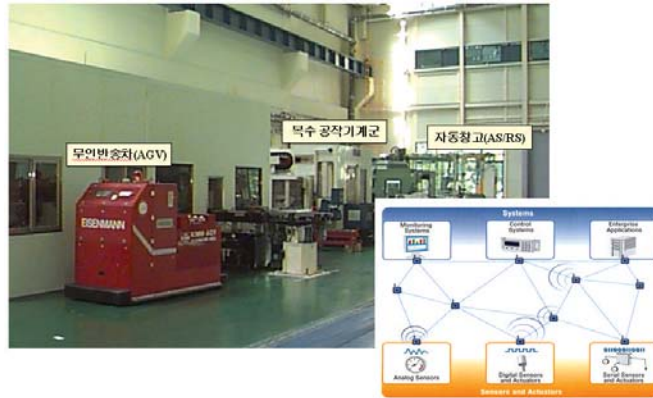 복수 공작기계군
자동창고(AS/RS)
무인반송차(AGV)
EISENMANN
Systems
Monitoring
Systems
Control
Systems
Enterprise
Applications
Analog Sensors
Digital Sensors
and Actuators
Serial Sensors
and Actuators
Sensors and Actuators